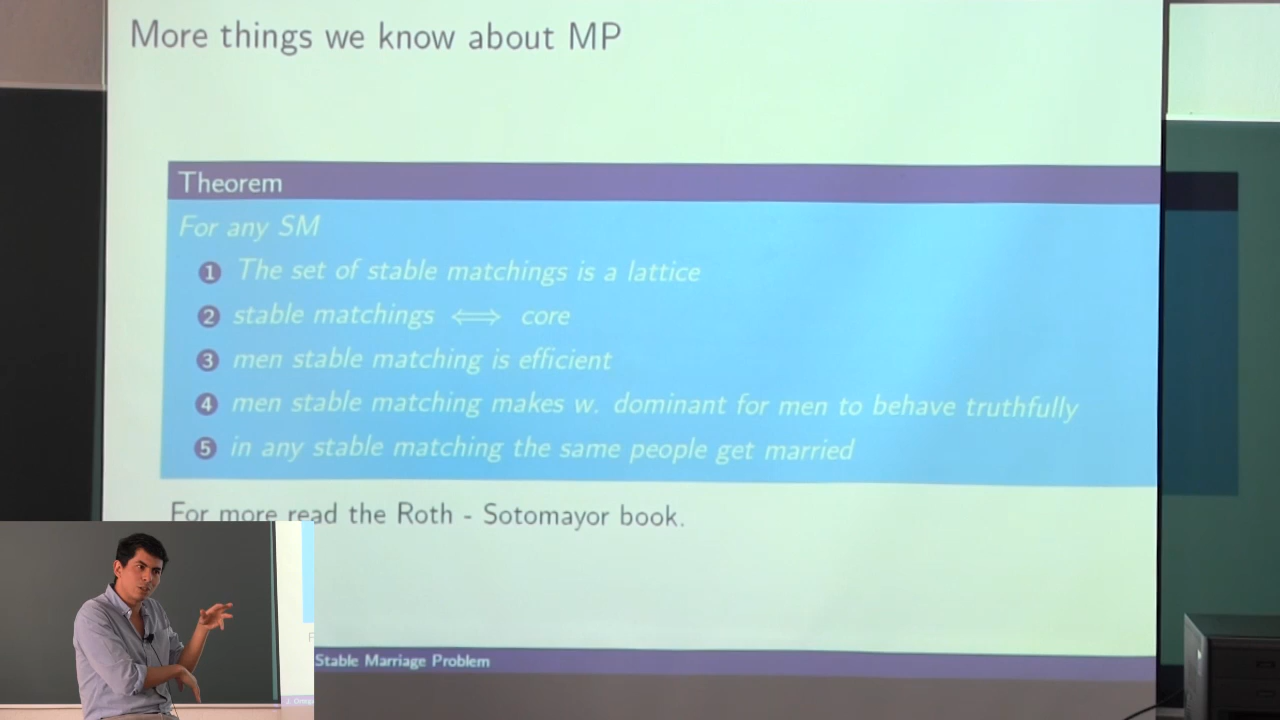 More things we know about MP
Theorem
For any SM
1 The set of stable matchings is a lattice
2 stable matchings ⟺ core
3 men stable matching is efficient
4 men stable matching makes w. dominant for men to behave truthfully
5 in any stable matching the same people get married
For more read the Roth - Sotomayor book.
Stable Marriage Problem